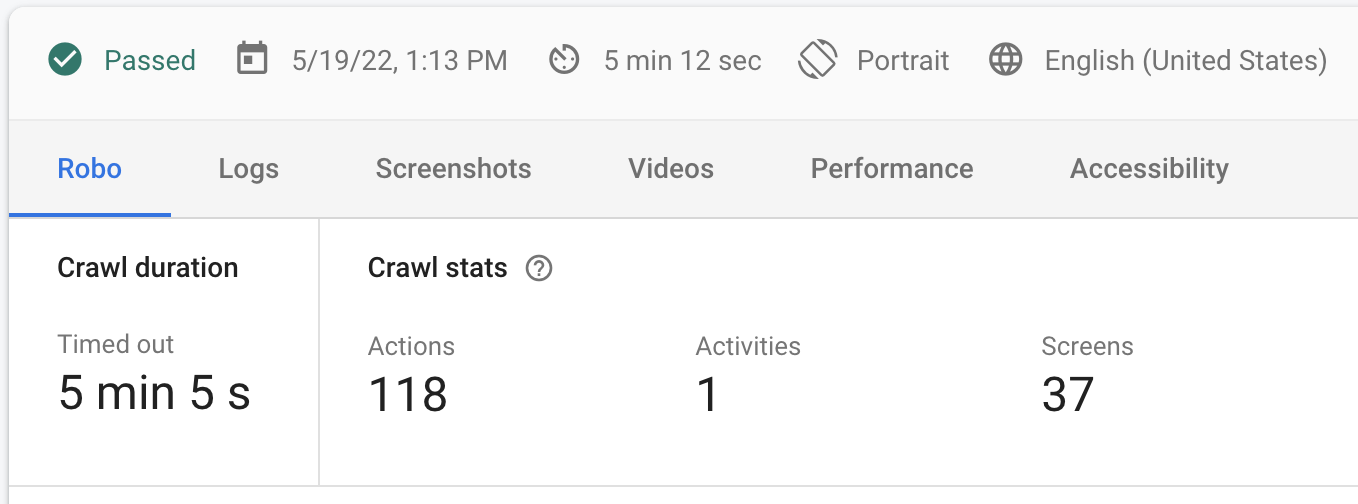 Passed 5/19/22, 1:13 PM 5 min 12 sec Portrait English (United States)
Robo Logs Screenshots Videos Performance Accessibility
Crawl duration Crawl stats
Timed out Actions Activities Screens
5 min 5 s 118 1 37